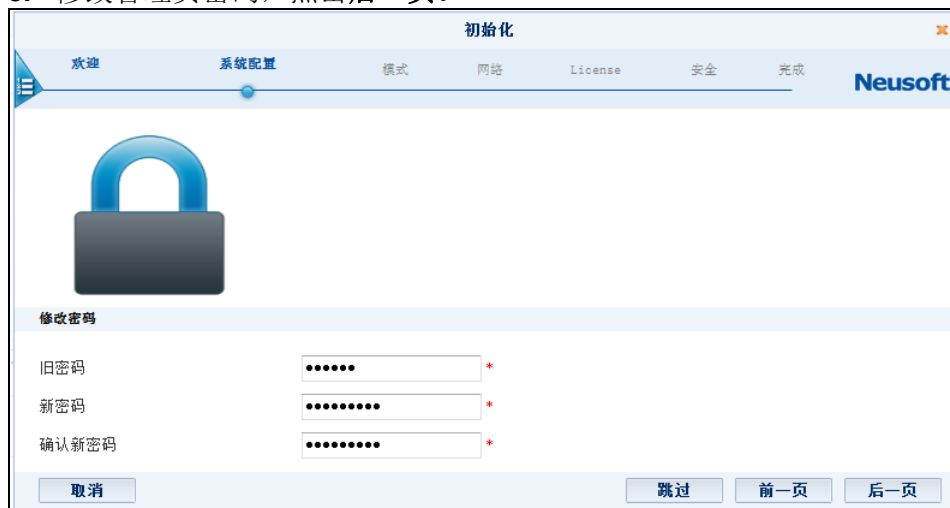 初始化
欢迎 系统配置 模式 网络 License 安全 完成
Neusoft
修改密码
旧密码 •••••• *
新密码 ••••••••• *
确认新密码 ••••••••• *
取消 跳过 前一页 后一页